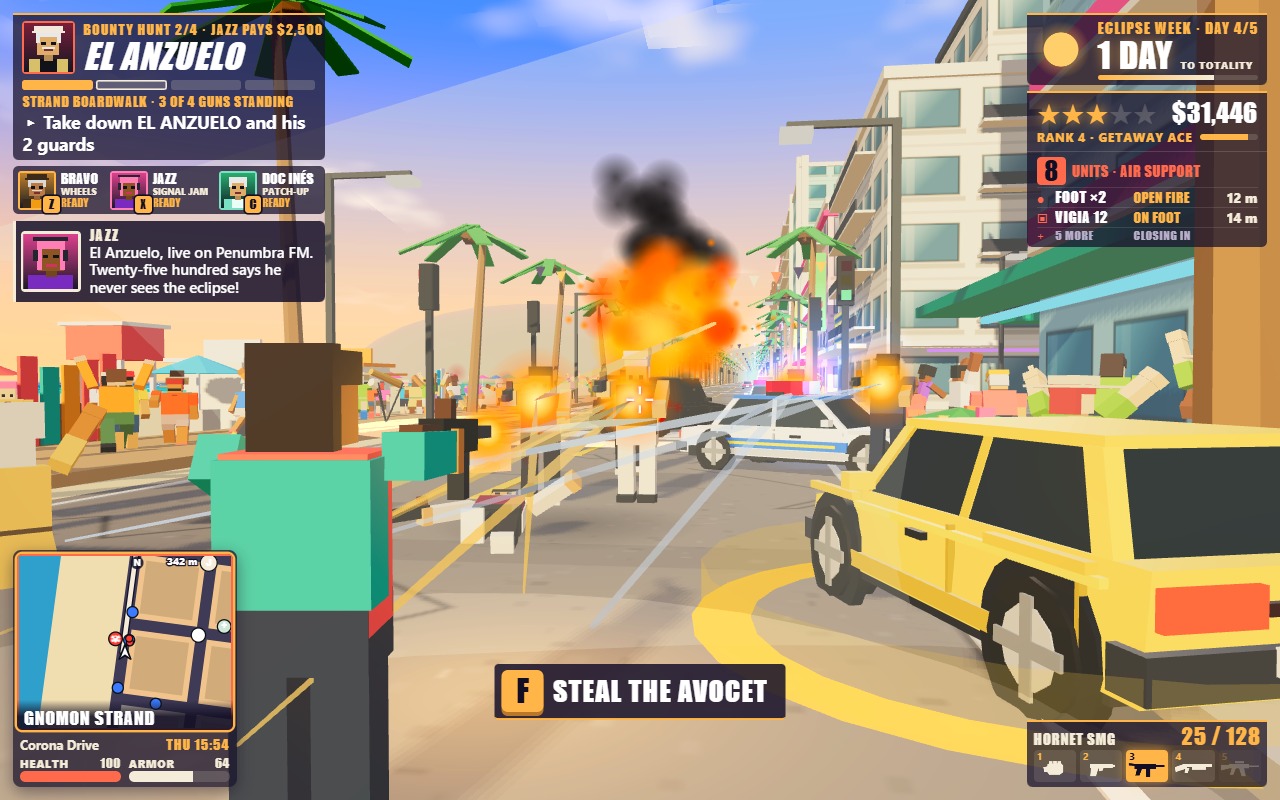 BOUNTY HUNT 2/4 · JAZZ PAYS $2,500
EL ANZUELO
STRAND BOARDWALK · 3 OF 4 GUNS STANDING
Take down EL ANZUELO and his
2 guards
BRAVO
WHEELS
Z READY
JAZZ
SIGNAL JAM
X READY
DOC INÉS
PATCH-UP
C READY
JAZZ
El Anzuelo, live on Penumbra FM.
Twenty-five hundred says he
never sees the eclipse!
ECLIPSE WEEK · DAY 4/5
1 DAY TO TOTALITY
$31,446
RANK 4 · GETAWAY ACE
8 UNITS · AIR SUPPORT
FOOT ×2 OPEN FIRE 12 m
VIGIA 12 ON FOOT 14 m
5 MORE CLOSING IN
F STEAL THE AVOCET
N 342 m
GNOMON STRAND
Corona Drive THU 15:54
HEALTH 100 ARMOR 64
HORNET SMG 25 / 128
1 2 3 4 5